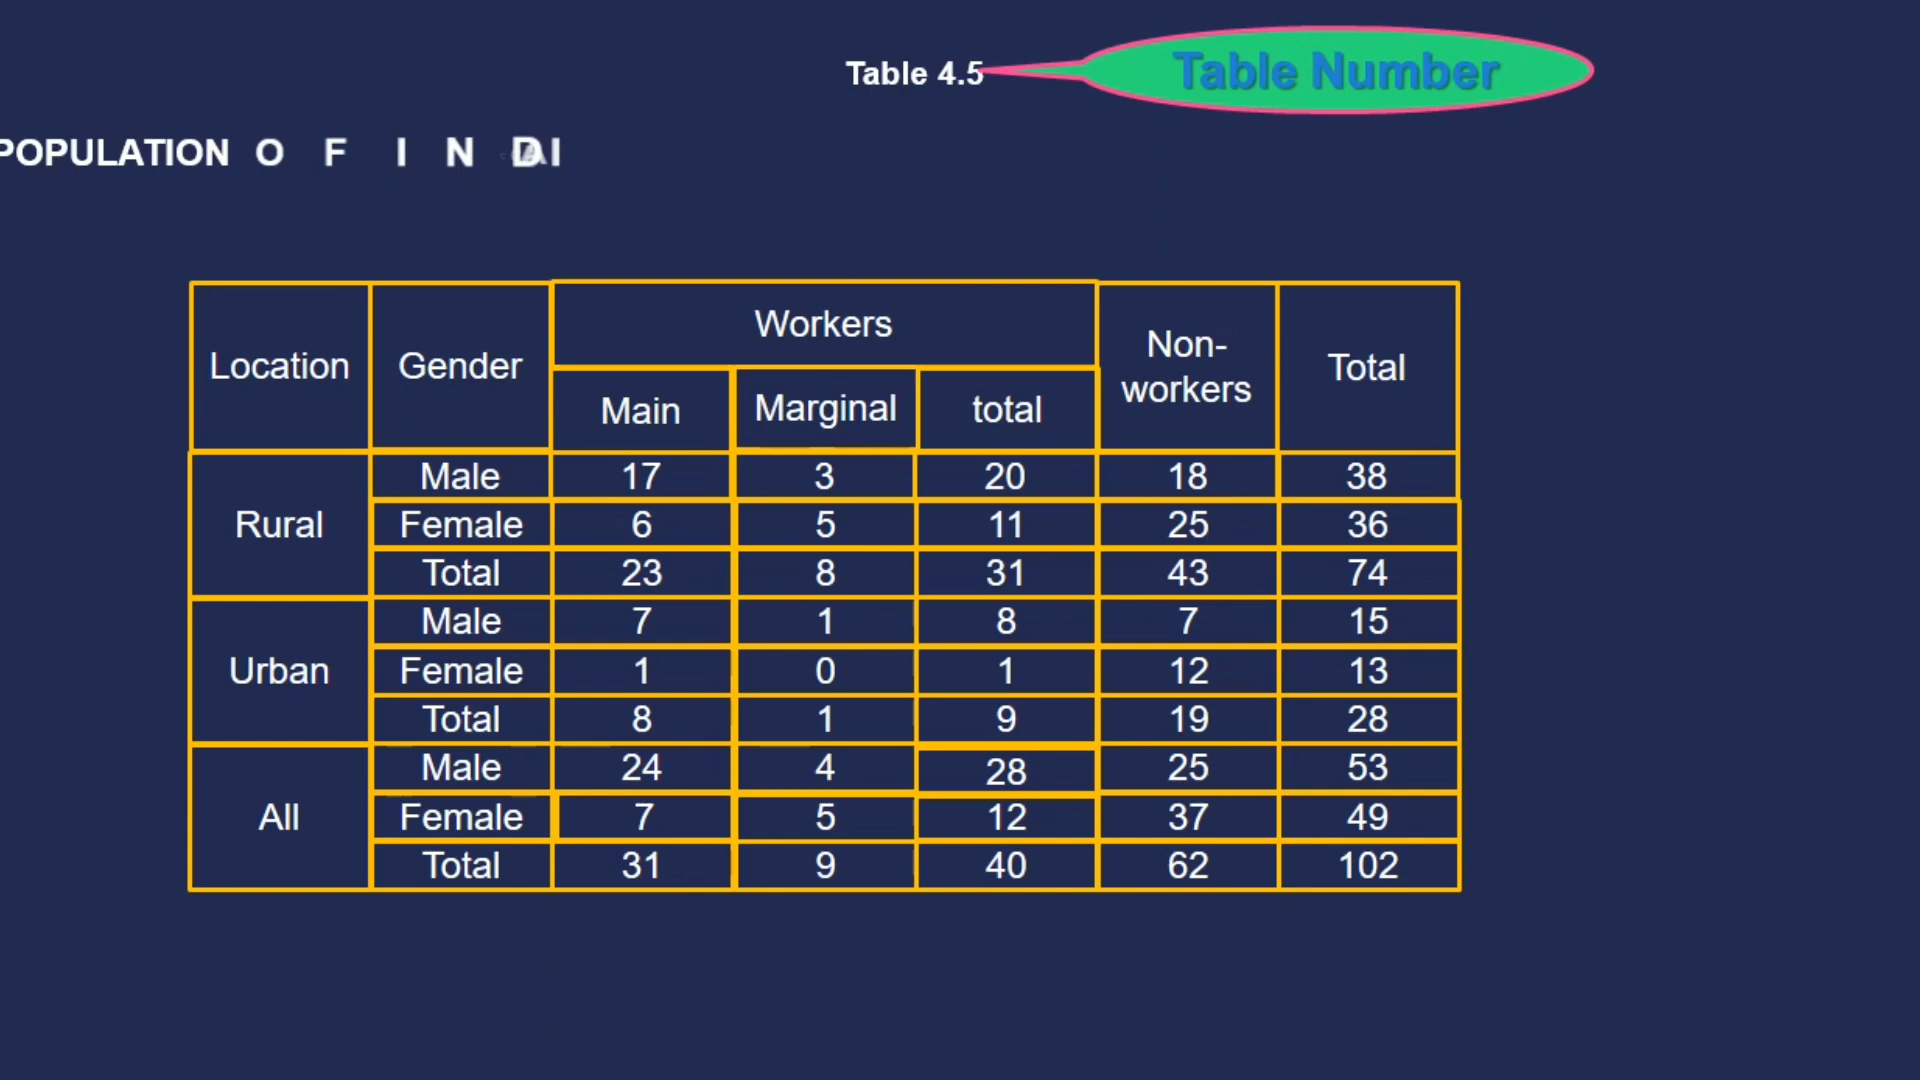 Table 4.5
Table Number
POPULATION O F I N D
Workers
Location Gender Non-workers Total
Main Marginal total
Rural Male 17 3 20 18 38
Female 6 5 11 25 36
Total 23 8 31 43 74
Urban Male 7 1 8 7 15
Female 1 0 1 12 13
Total 8 1 9 19 28
All Male 24 4 28 25 53
Female 7 5 12 37 49
Total 31 9 40 62 102